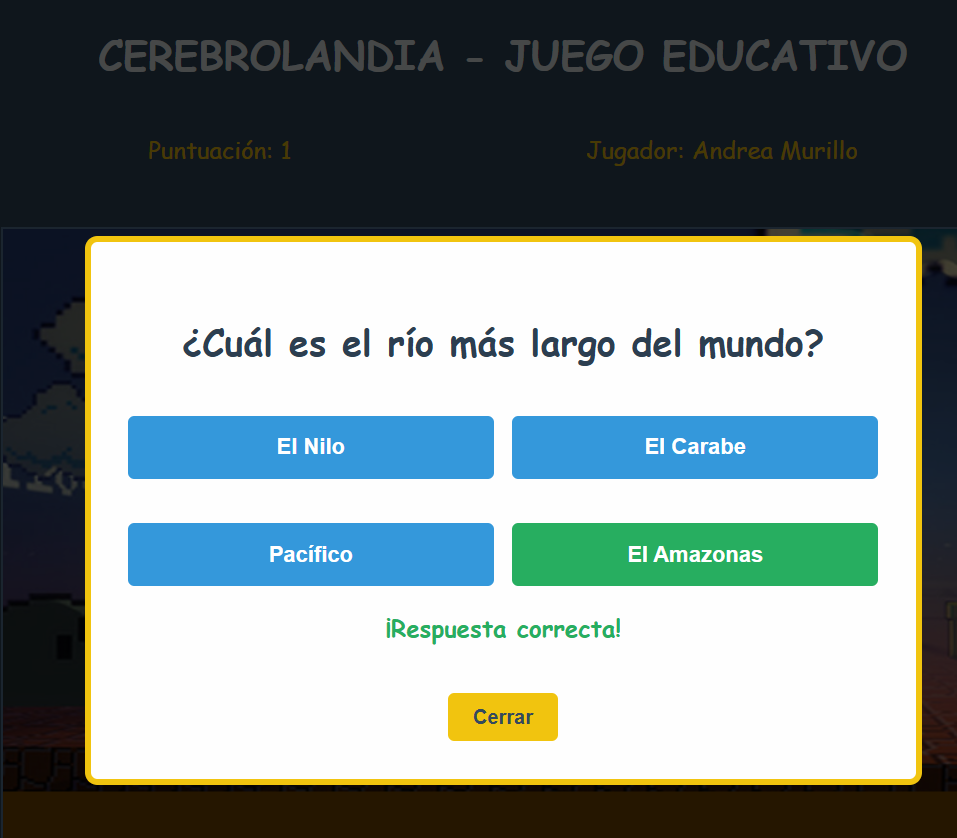 CEREBROLANDIA - JUEGO EDUCATIVO
Puntuación: 1
Jugador: Andrea Murillo
¿Cuál es el río más largo del mundo?
El Nilo
El Carabe
Pacífico
El Amazonas
¡Respuesta correcta!
Cerrar